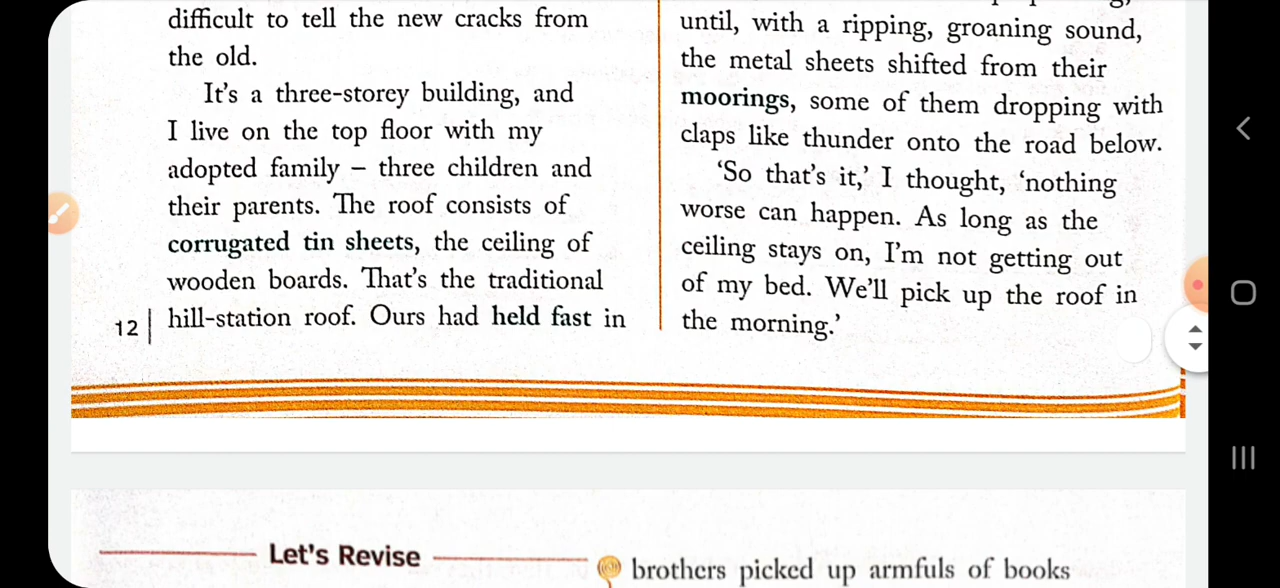 difficult to tell the new cracks from
the old.
It's a three-storey building, and
I live on the top floor with my
adopted family – three children and
their parents. The roof consists of
corrugated tin sheets, the ceiling of
wooden boards. That's the traditional
hill-station roof. Ours had held fast in
12
until, with a ripping, groaning sound,
the metal sheets shifted from their
moorings, some of them dropping with
claps like thunder onto the road below.
'So that's it,' I thought, 'nothing
worse can happen. As long as the
ceiling stays on, I'm not getting out
of my bed. We'll pick up the roof in
the morning.'
Let's Revise
brothers picked up armfuls of books